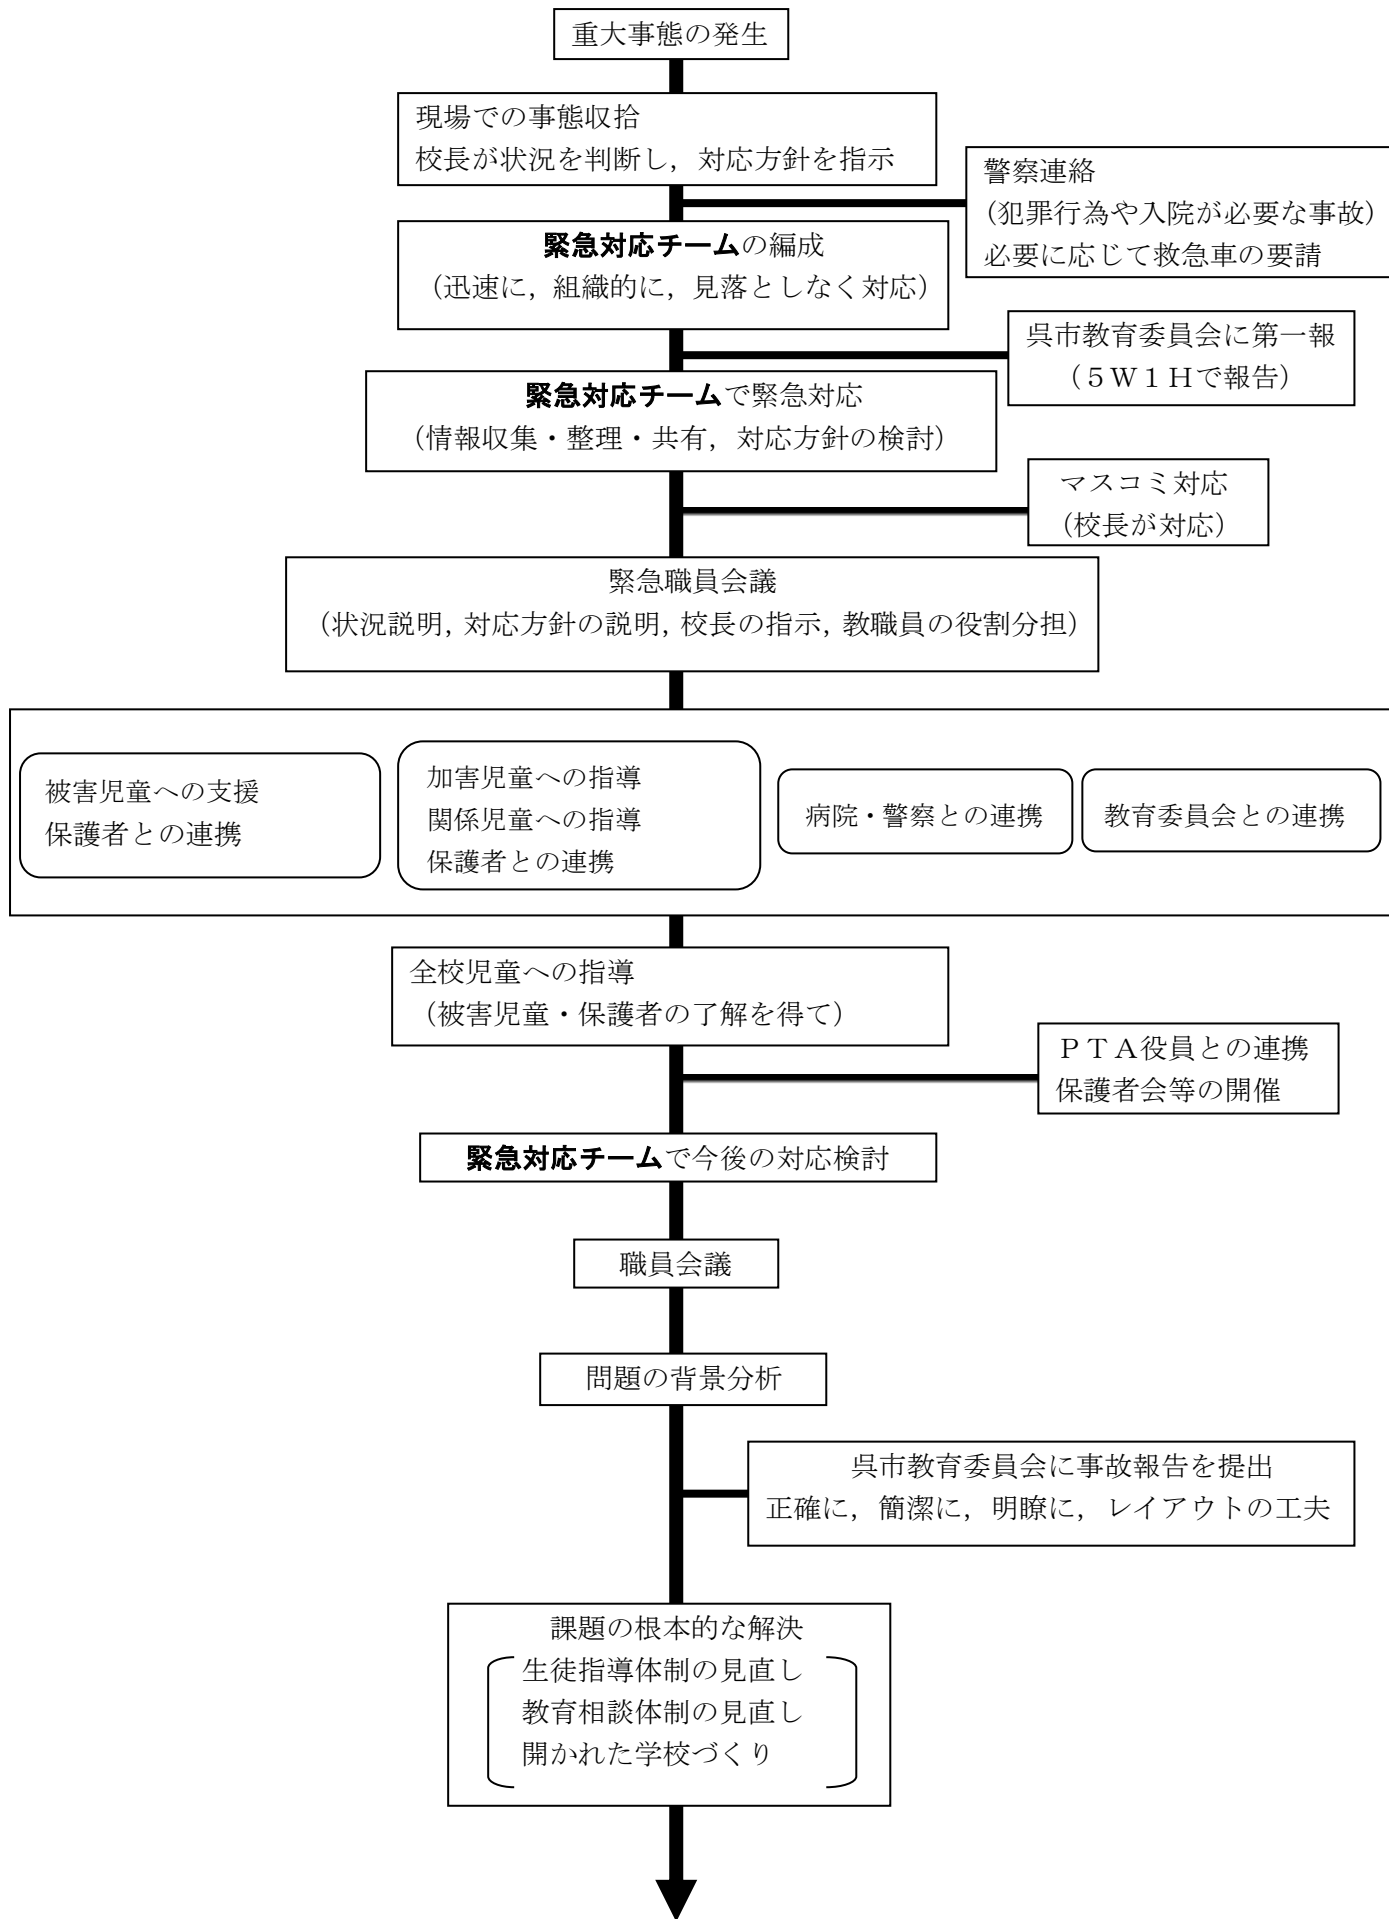 重大事態の発生
現場での事態収拾
校長が状況を判断し，対応方針を指示
警察連絡
（犯罪行為や入院が必要な事故）
必要に応じて救急車の要請
緊急対応チームの編成
（迅速に，組織的に，見落としなく対応）
呉市教育委員会に第一報
（５Ｗ１Ｈで報告）
緊急対応チームで緊急対応
（情報収集・整理・共有，対応方針の検討）
マスコミ対応
（校長が対応）
緊急職員会議
（状況説明，対応方針の説明，校長の指示，教職員の役割分担）
被害児童への支援
保護者との連携
加害児童への指導
関係児童への指導
保護者との連携
病院・警察との連携
教育委員会との連携
全校児童への指導
（被害児童・保護者の了解を得て）
ＰＴＡ役員との連携
保護者会等の開催
緊急対応チームで今後の対応検討
職員会議
問題の背景分析
呉市教育委員会に事故報告を提出
正確に，簡潔に，明瞭に，レイアウトの工夫
課題の根本的な解決
生徒指導体制の見直し
教育相談体制の見直し
開かれた学校づくり